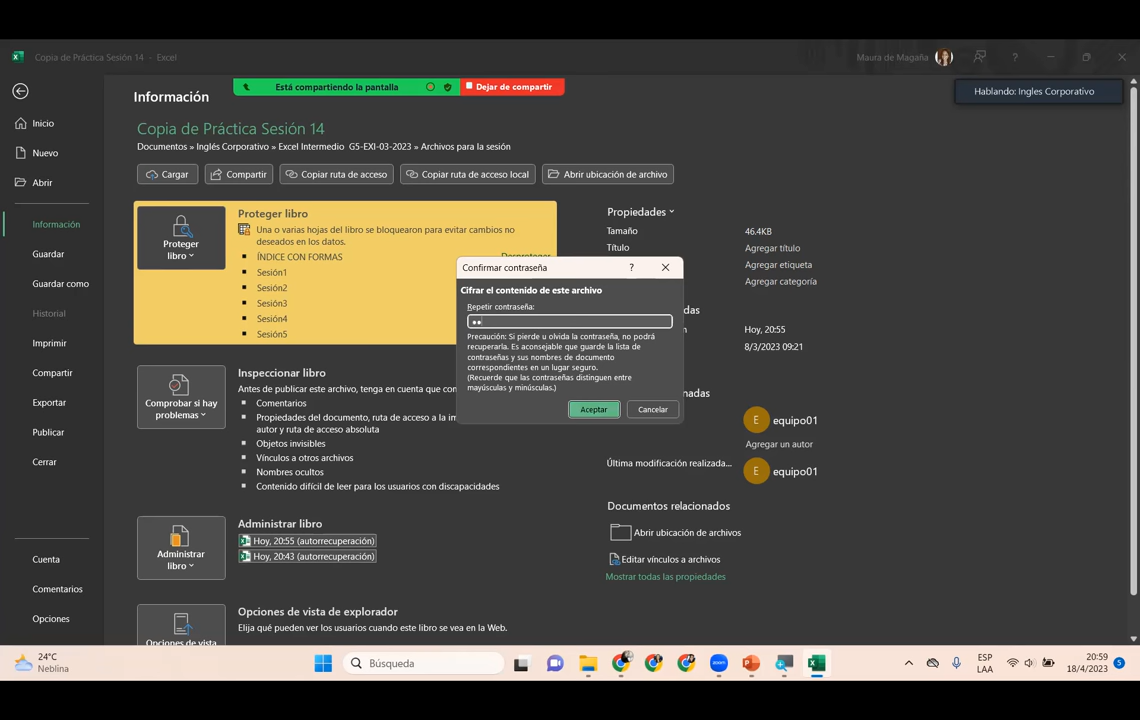 Copia de Práctica Sesión 14 - Excel
Maura de Magaña
?
Está compartiendo la pantalla
Dejar de compartir
Hablando: Ingles Corporativo
Información
Inicio
Nuevo
Abrir
Información
Guardar
Guardar como
Historial
Imprimir
Compartir
Exportar
Publicar
Cerrar
Cuenta
Comentarios
Opciones
Copia de Práctica Sesión 14
Documentos » Inglés Corporativo » Excel Intermedio G5-EXI-03-2023 » Archivos para la sesión
Cargar
Compartir
Copiar ruta de acceso
Copiar ruta de acceso local
Abrir ubicación de archivo
Proteger
libro
Proteger libro
Una o varias hojas del libro se bloquearon para evitar cambios no
deseados en los datos.
ÍNDICE CON FORMAS
Sesión1
Sesión2
Sesión3
Sesión4
Sesión5
Comprobar si hay
problemas
Inspeccionar libro
Antes de publicar este archivo, tenga en cuenta que
Comentarios
Propiedades del documento, ruta de acceso a la
autor y ruta de acceso absoluta
Objetos invisibles
Vínculos a otros archivos
Nombres ocultos
Contenido difícil de leer para los usuarios con discapacidades
Administrar
libro
Administrar libro
Hoy, 20:55 (autorrecuperación)
Hoy, 20:43 (autorrecuperación)
Opciones de vista
Opciones de vista de explorador
Elija qué pueden ver los usuarios cuando este libro se vea en la Web.
Confirmar contraseña
?
Cifrar el contenido de este archivo
Repetir contraseña:
Precaución: Si pierde u olvida la contraseña, no podrá
recuperarla. Es aconsejable que guarde la lista de
contraseñas y sus nombres de documento
correspondientes en un lugar seguro.
(Recuerde que las contraseñas distinguen entre
mayúsculas y minúsculas.)
Aceptar
Cancelar
Propiedades
Tamaño 46.4KB
Título Agregar título
Agregar etiqueta
Agregar categoría
Hoy, 20:55
8/3/2023 09:21
E equipo01
Agregar un autor
Última modificación realizada...
E equipo01
Documentos relacionados
Abrir ubicación de archivos
Editar vínculos a archivos
Mostrar todas las propiedades
24°C
Neblina
Búsqueda
ESP
LAA
20:59
18/4/2023
5